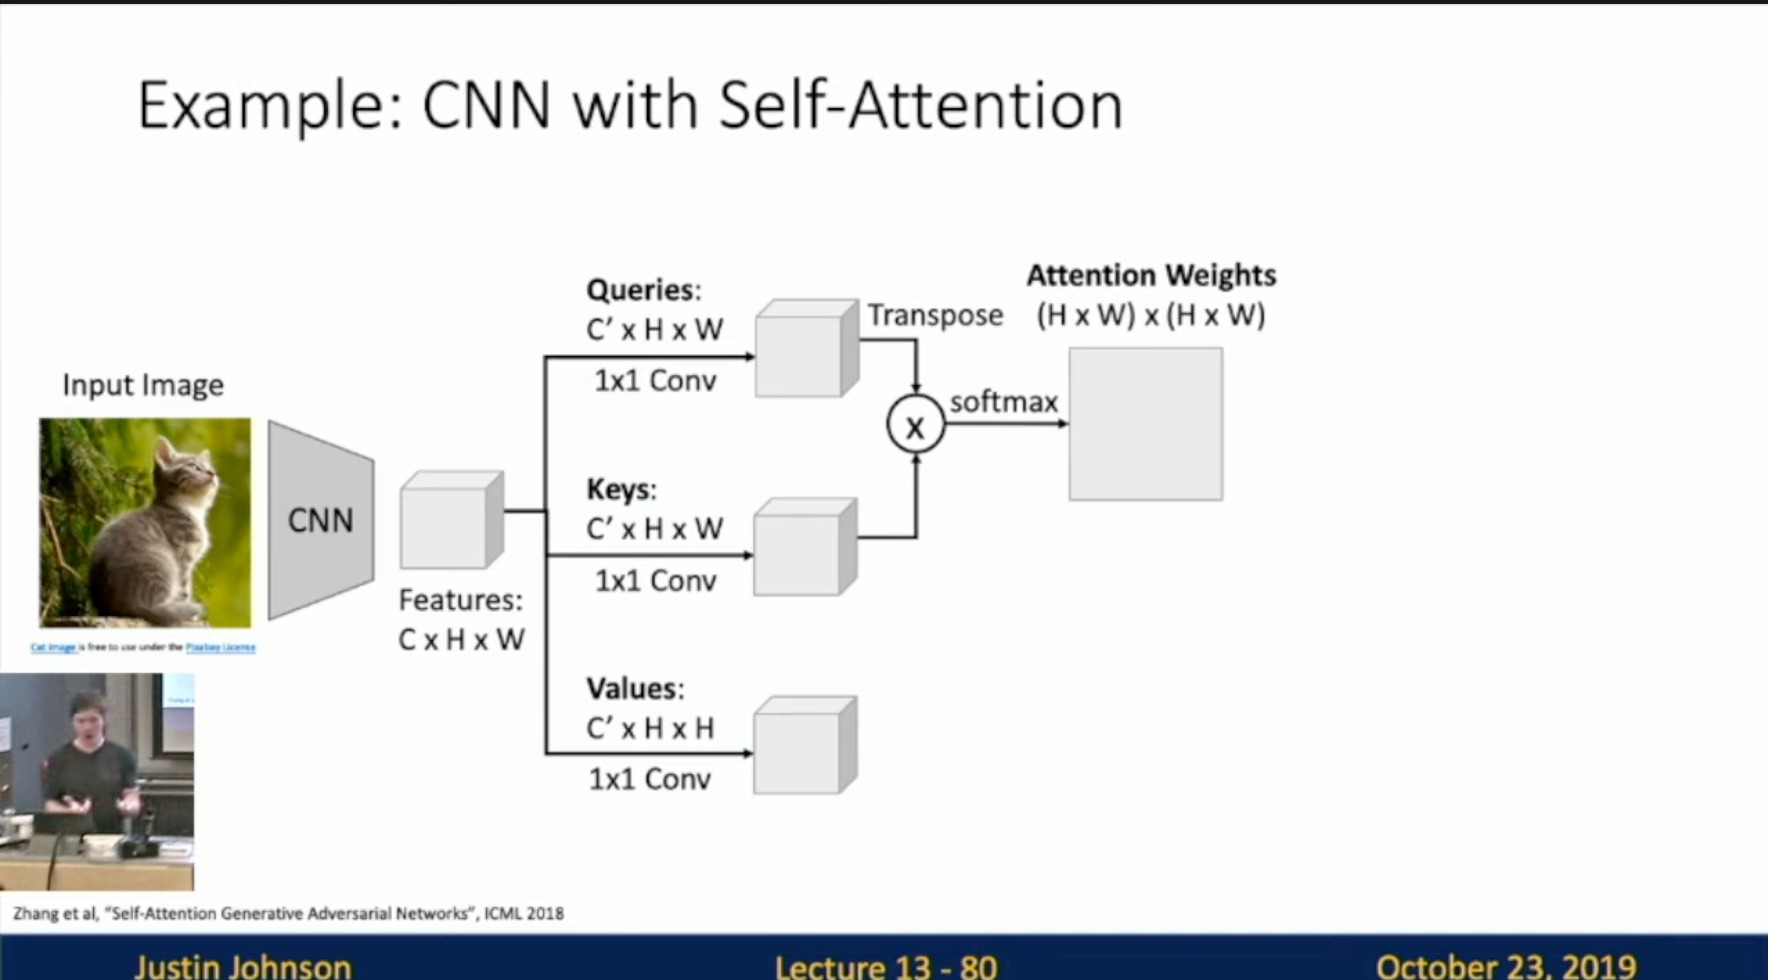 Example: CNN with Self-Attention
Input Image
Cat image is free to use under the Pixabay License
CNN
Features:
C x H x W
Queries:
C’ x H x W
1x1 Conv
Keys:
C’ x H x W
1x1 Conv
Values:
C’ x H x H
1x1 Conv
Transpose
X
softmax
Attention Weights
(H x W) x (H x W)
Zhang et al, “Self-Attention Generative Adversarial Networks”, ICML 2018
Justin Johnson
Lecture 13 - 80
October 23, 2019